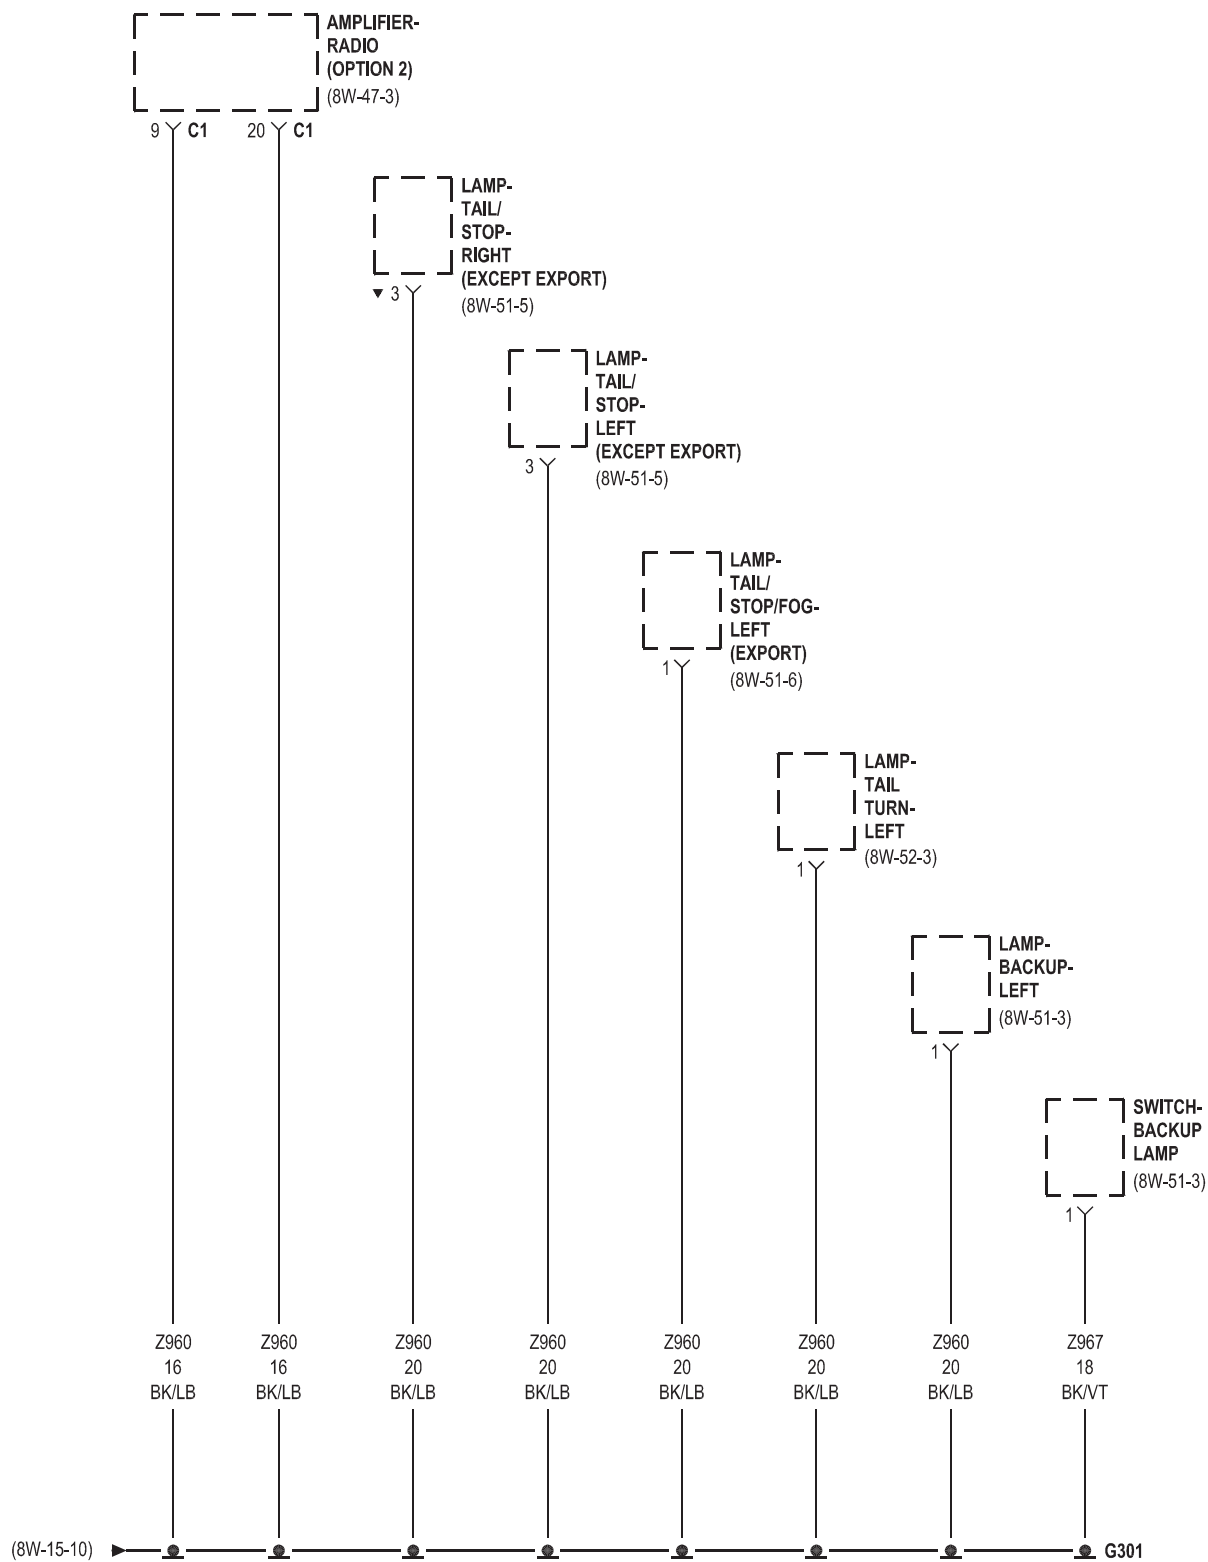 AMPLIFIER-
RADIO
(OPTION 2)
(8W-47-3)
9 C1 20 C1
LAMP-
TAIL/
STOP-
RIGHT
(EXCEPT EXPORT)
(8W-51-5)
3
LAMP-
TAIL/
STOP-
LEFT
(EXCEPT EXPORT)
(8W-51-5)
3
LAMP-
TAIL/
STOP/FOG-
LEFT
(EXPORT)
(8W-51-6)
1
LAMP-
TAIL
TURN-
LEFT
(8W-52-3)
1
LAMP-
BACKUP-
LEFT
(8W-51-3)
1
SWITCH-
BACKUP
LAMP
(8W-51-3)
1
Z960 Z960 Z960 Z960 Z960 Z960 Z960 Z967
16 16 20 20 20 20 20 18
BK/LB BK/LB BK/LB BK/LB BK/LB BK/LB BK/LB BK/VT
(8W-15-10) G301